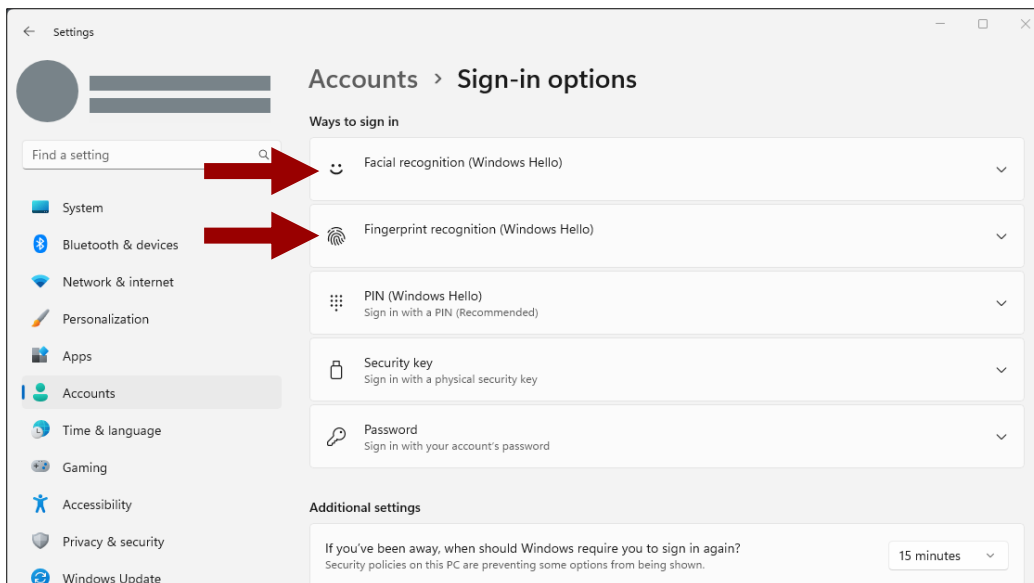 Settings
Find a setting
System
Bluetooth & devices
Network & internet
Personalization
Apps
Accounts
Time & language
Gaming
Accessibility
Privacy & security
Windows Update
Accounts > Sign-in options
Ways to sign in
Facial recognition (Windows Hello)
Fingerprint recognition (Windows Hello)
PIN (Windows Hello)
Sign in with a PIN (Recommended)
Security key
Sign in with a physical security key
Password
Sign in with your account's password
Additional settings
If you've been away, when should Windows require you to sign in again?
Security policies on this PC are preventing some options from being shown.
15 minutes